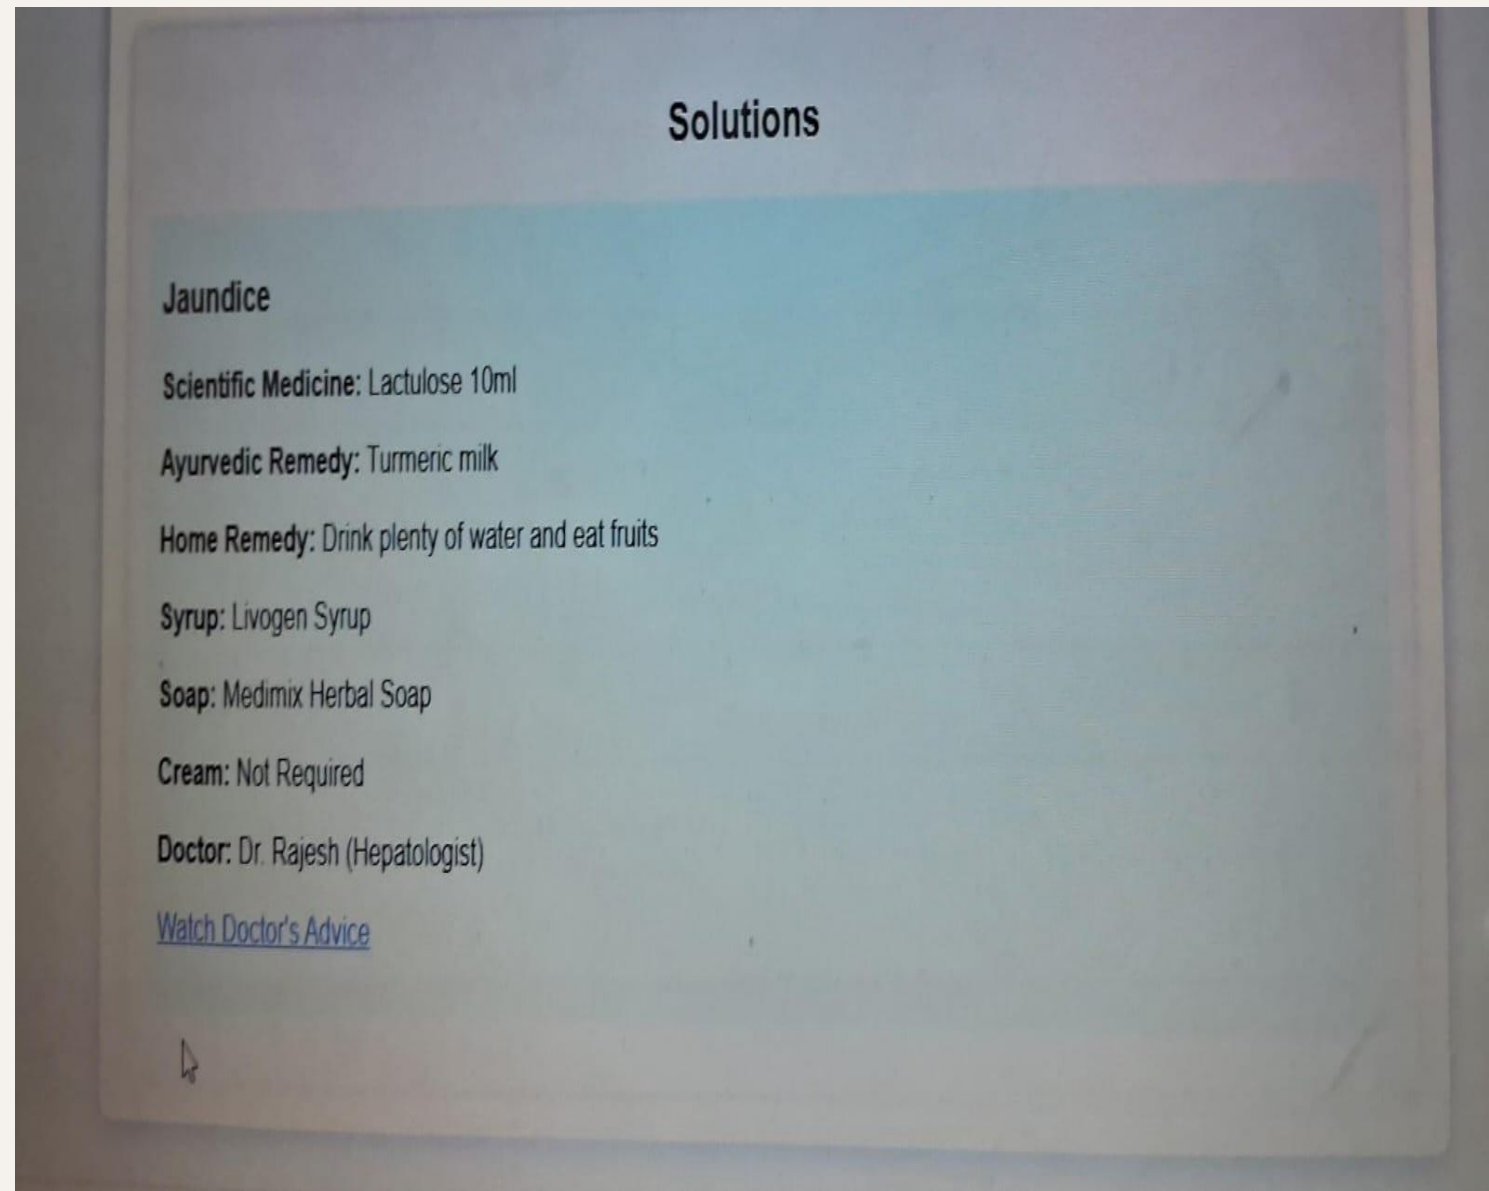 Solutions
Jaundice
Scientific Medicine: Lactulose 10ml
Ayurvedic Remedy: Turmeric milk
Home Remedy: Drink plenty of water and eat fruits
Syrup: Livogen Syrup
Soap: Medimix Herbal Soap
Cream: Not Required
Doctor: Dr. Rajesh (Hepatologist)
Watch Doctor's Advice